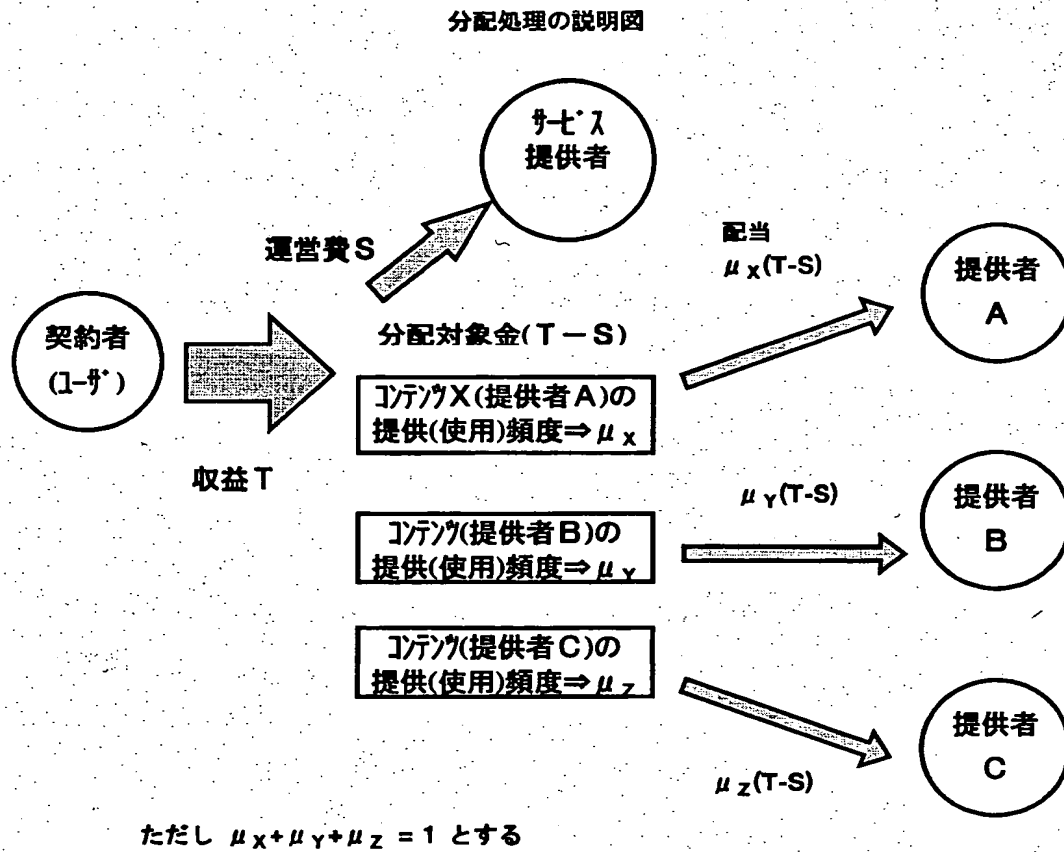 分配処理の説明図
ｻｰﾋﾞｽ
提供者
運営費S
配当
μX(T-S)
提供者
A
契約者
(ﾕｰｻﾞ)
分配対象金(T－S)
ｺﾝﾃﾝﾂX(提供者A)の
提供(使用)頻度⇒μX
収益T
μY(T-S)
提供者
B
ｺﾝﾃﾝﾂ(提供者B)の
提供(使用)頻度⇒μY
ｺﾝﾃﾝﾂ(提供者C)の
提供(使用)頻度⇒μZ
μZ(T-S)
提供者
C
ただし μX+μY+μZ = 1 とする